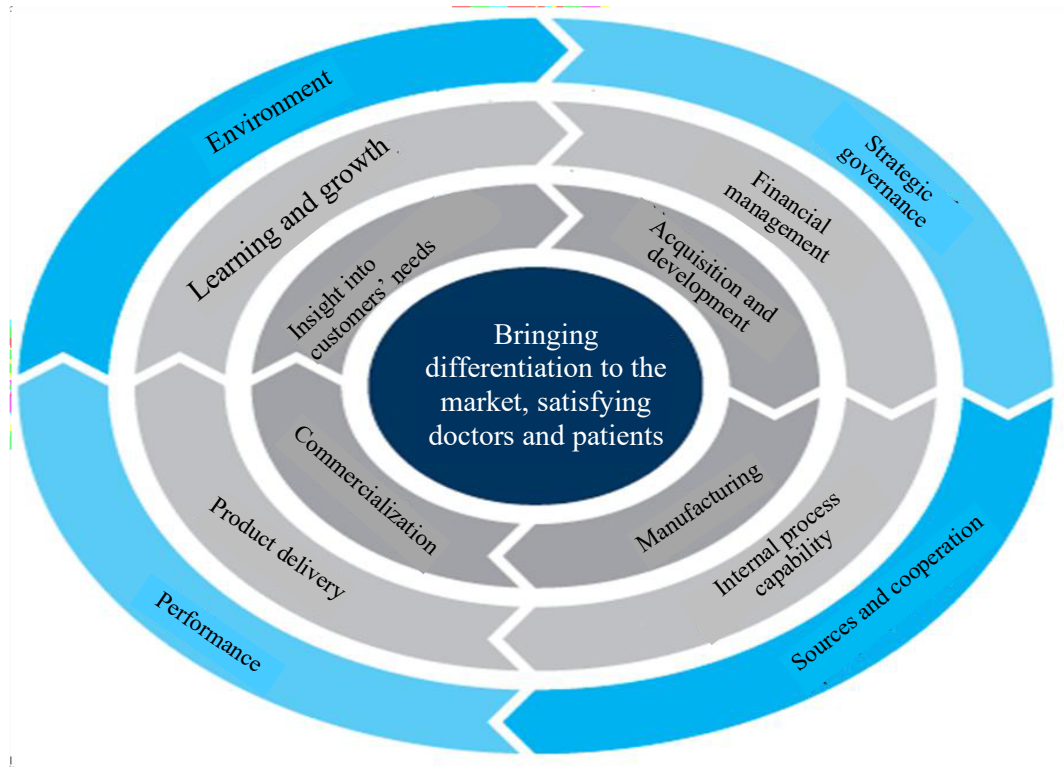 Environment
Strategic
governance
Learning and growth
Financial
management
Insight into
customers’ needs
Acquisition and
development
Bringing
differentiation to the
market, satisfying
doctors and patients
Commercialization
Manufacturing
Product delivery
Internal process
capability
Performance
Sources and cooperation